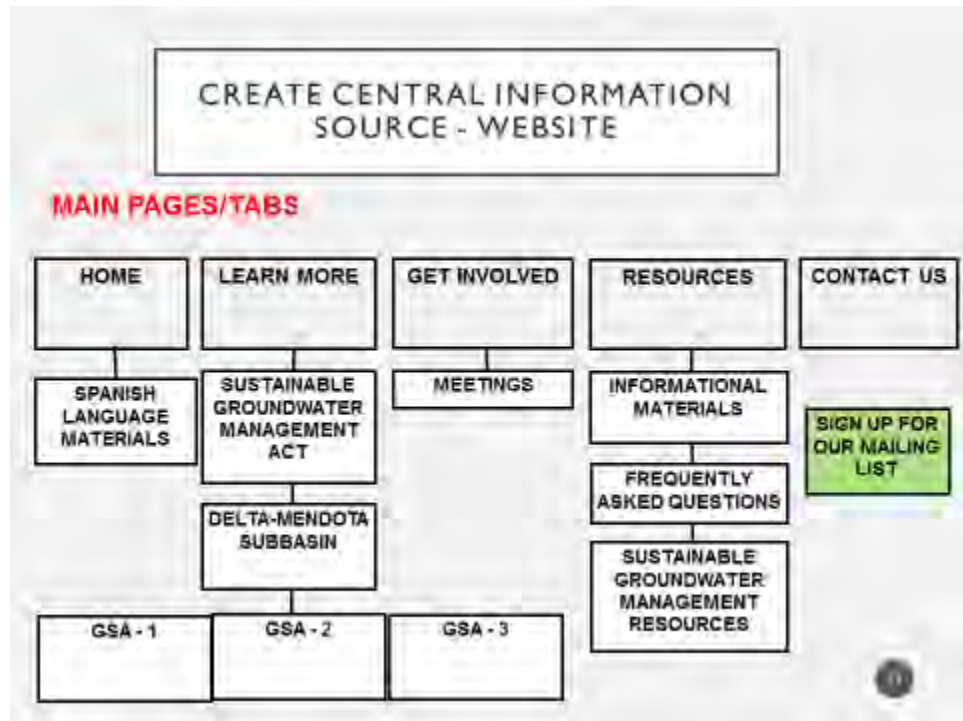 CREATE CENTRAL INFORMATION
SOURCE - WEBSITE
MAIN PAGES/TABS
HOME
LEARN MORE
GET INVOLVED
RESOURCES
CONTACT US
SPANISH
LANGUAGE
MATERIALS
SUSTAINABLE
GROUNDWATER
MANAGEMENT
ACT
MEETINGS
INFORMATIONAL
MATERIALS
SIGN UP FOR
OUR MAILING
LIST
FREQUENTLY
ASKED QUESTIONS
DELTA-MENDOTA
SUBBASIN
SUSTAINABLE
GROUNDWATER
MANAGEMENT
RESOURCES
GSA - 1
GSA - 2
GSA - 3